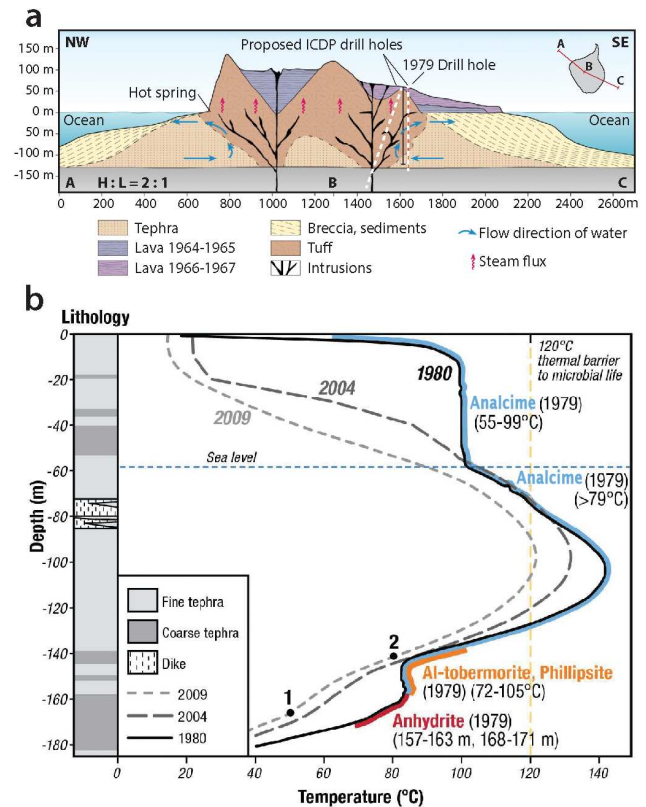 a
NW
SE
Proposed ICDP drill holes
1979 Drill hole
Hot spring
150 m
100 m
50 m
0 m
50 m
-100 m
-150 m
Ocean
Ocean
A
B
C
A
H : L = 2 : 1
B
C
0 200 400 600 800 1000 1200 1400 1600 1800 2000 2200 2400 2600m
Tephra
Lava 1964-1965
Lava 1966-1967
Breccia, sediments
Tuff
Intrusions
Flow direction of water
Steam flux
b
Lithology
Depth (m)
0
-20
-40
-60
-80
-100
-120
-140
-160
-180
120°C
thermal barrier
to microbial life
1980
2004
2009
Analcime (1979)
(55-99°C)
Sea level
Analcime (1979)
(>79°C)
Fine tephra
Coarse tephra
Dike
2009
2004
1980
2
1
Al-tobermorite, Phillipsite
(1979) (72-105°C)
Anhydrite (1979)
(157-163 m, 168-171 m)
0 20 40 60 80 100 120 140
Temperature (°C)